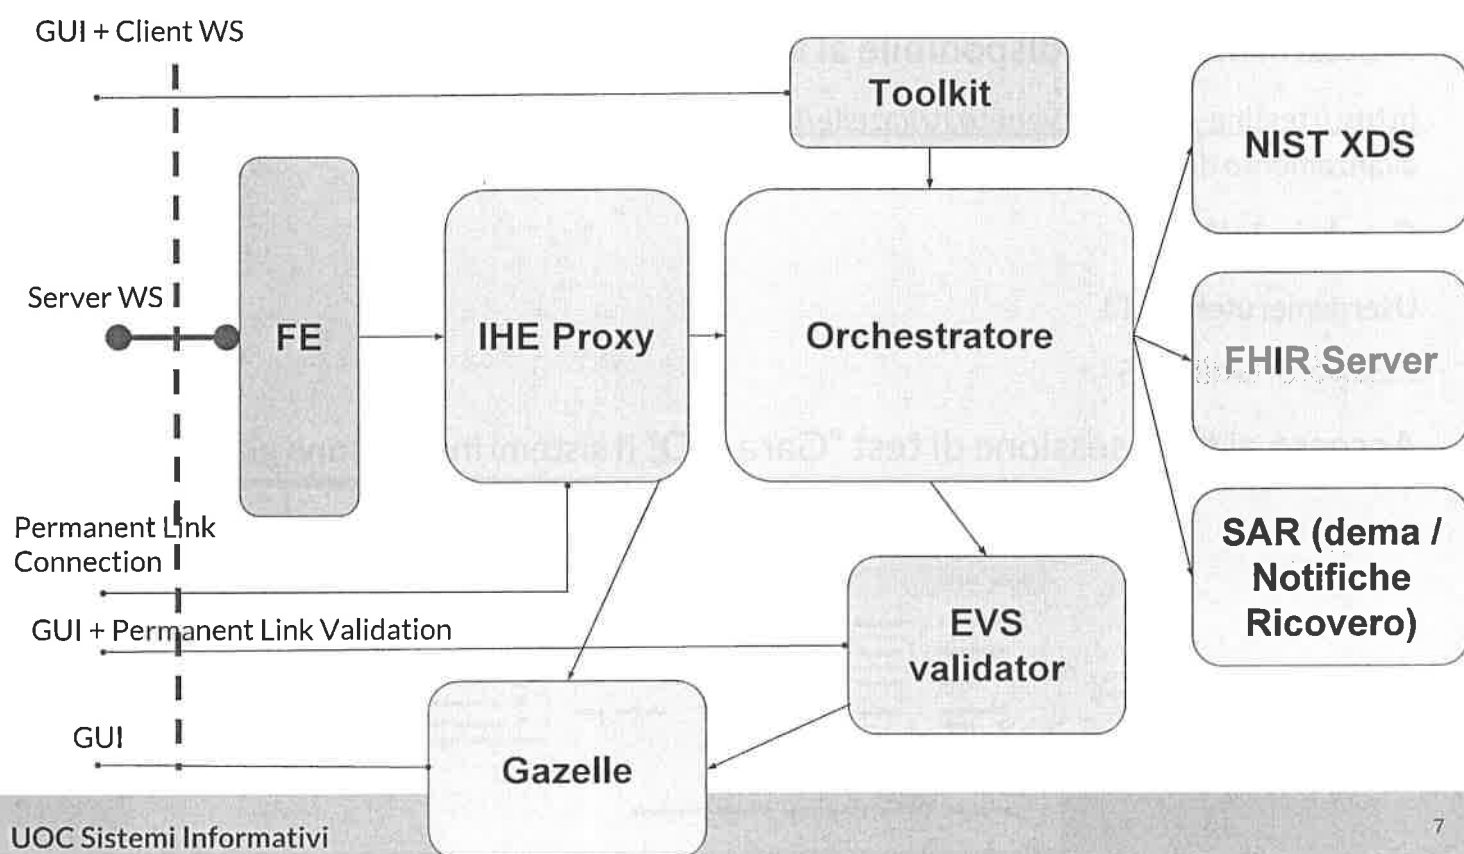 GUI + Client WS
Toolkit
NIST XDS
Server WS
FE
IHE Proxy
Orchestratore
FHIR Server
Permanent Link
Connection
SAR (dema /
Notifiche
Ricovero)
GUI + Permanent Link Validation
EVS
validator
GUI
Gazelle
UOC Sistemi Informativi
7